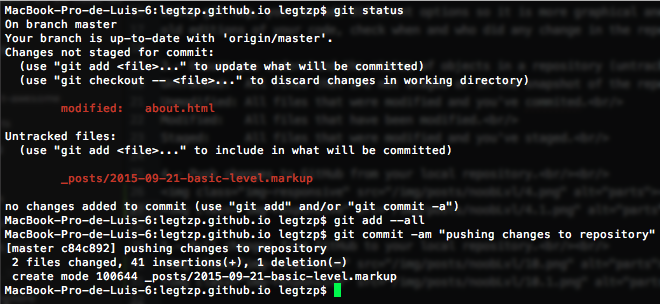 MacBook-Pro-de-Luis-6:legtzp.github.io legtzp$ git status
On branch master
Your branch is up-to-date with 'origin/master'.
Changes not staged for commit:
  (use "git add <file>..." to update what will be committed)
  (use "git checkout -- <file>..." to discard changes in working directory)
        modified:   about.html
Untracked files:
  (use "git add <file>..." to include in what will be committed)
        _posts/2015-09-21-basic-level.markup
no changes added to commit (use "git add" and/or "git commit -a")
MacBook-Pro-de-Luis-6:legtzp.github.io legtzp$ git add --all
MacBook-Pro-de-Luis-6:legtzp.github.io legtzp$ git commit -am "pushing changes to repository"
[master c84c892] pushing changes to repository
 2 files changed, 41 insertions(+), 1 deletion(-)
 create mode 100644 _posts/2015-09-21-basic-level.markup
MacBook-Pro-de-Luis-6:legtzp.github.io legtzp$